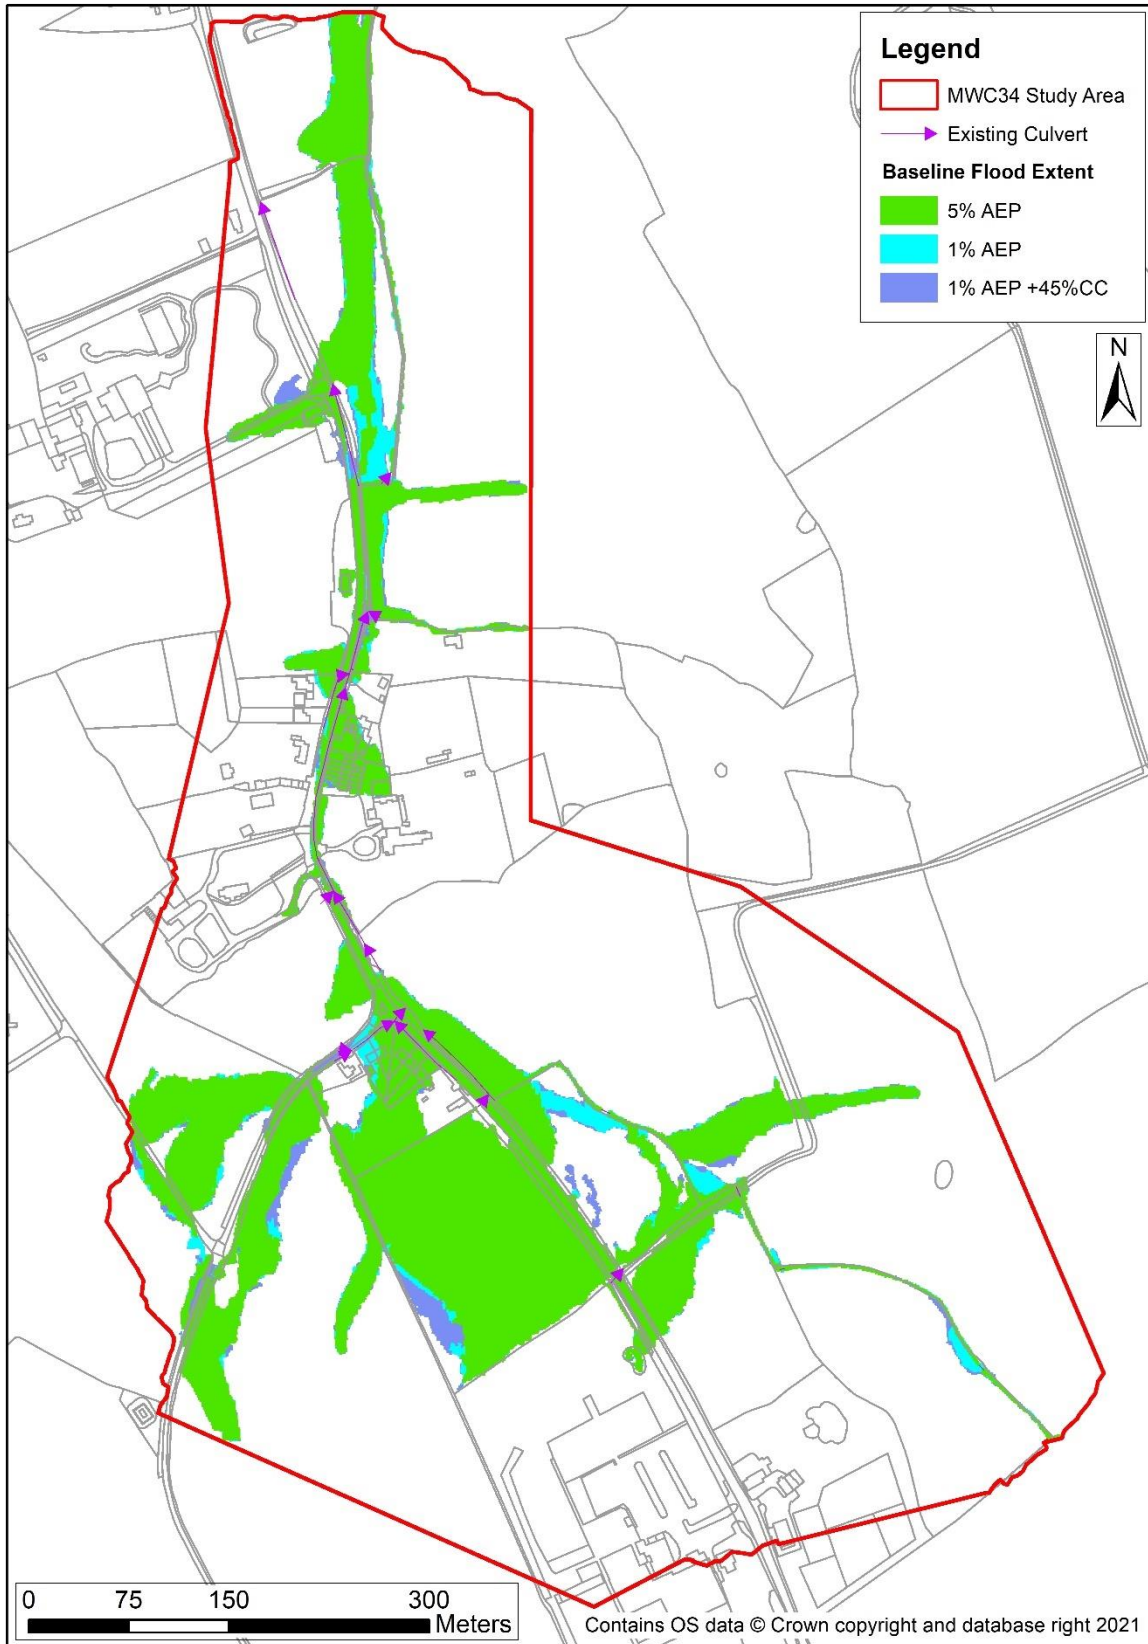 Legend
MWC34 Study Area
Existing Culvert
Baseline Flood Extent
5% AEP
1% AEP
1% AEP +45%CC
N
0 75 150 300
Meters
Contains OS data © Crown copyright and database right 2021